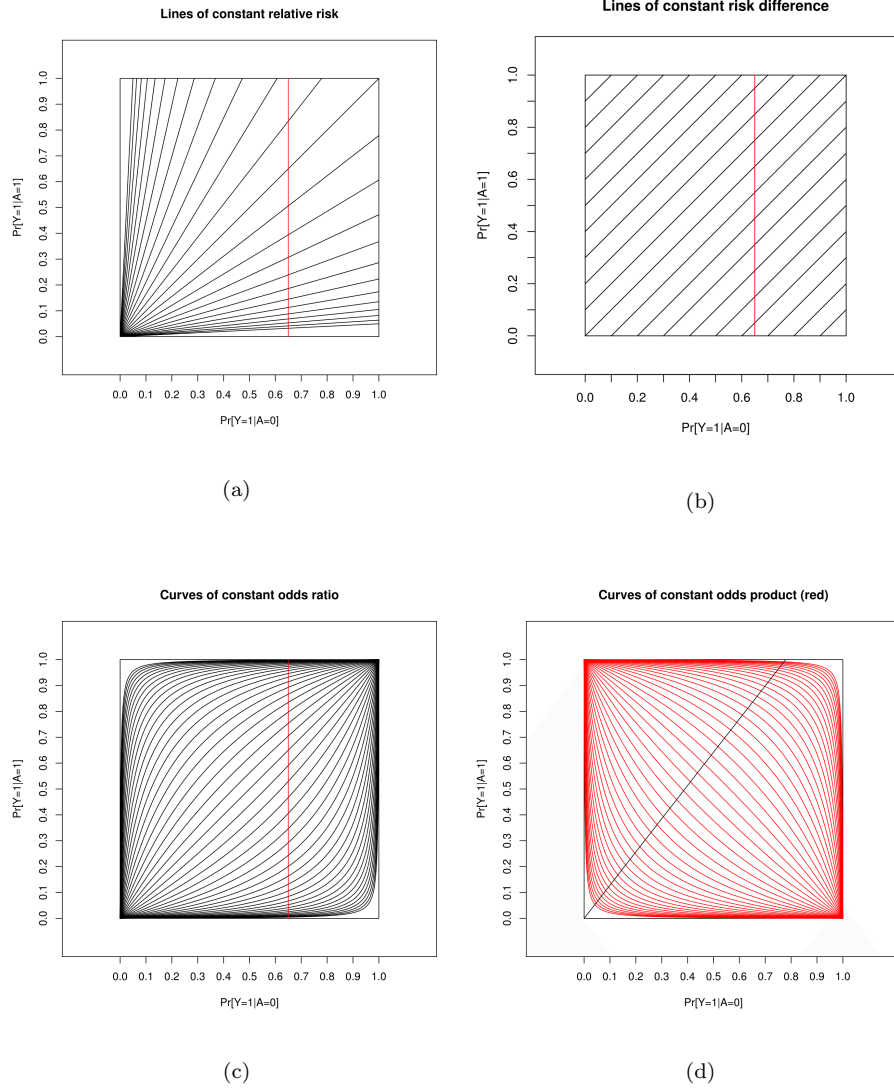 Lines of constant relative risk
Pr[Y=1|A=1]
1.0
0.9
0.8
0.7
0.6
0.5
0.4
0.3
0.2
0.1
0.0
0.0 0.1 0.2 0.3 0.4 0.5 0.6 0.7 0.8 0.9 1.0
Pr[Y=1|A=0]
(a)
Lines of constant risk difference
Pr[Y=1|A=1]
1.0
0.8
0.6
0.4
0.2
0.0
0.0 0.2 0.4 0.6 0.8 1.0
Pr[Y=1|A=0]
(b)
Curves of constant odds ratio
Pr[Y=1|A=1]
1.0
0.9
0.8
0.7
0.6
0.5
0.4
0.3
0.2
0.1
0.0
0.0 0.1 0.2 0.3 0.4 0.5 0.6 0.7 0.8 0.9 1.0
Pr[Y=1|A=0]
(c)
Curves of constant odds product (red)
Pr[Y=1|A=1]
1.0
0.9
0.8
0.7
0.6
0.5
0.4
0.3
0.2
0.1
0.0
0.0 0.1 0.2 0.3 0.4 0.5 0.6 0.7 0.8 0.9 1.0
Pr[Y=1|A=0]
(d)